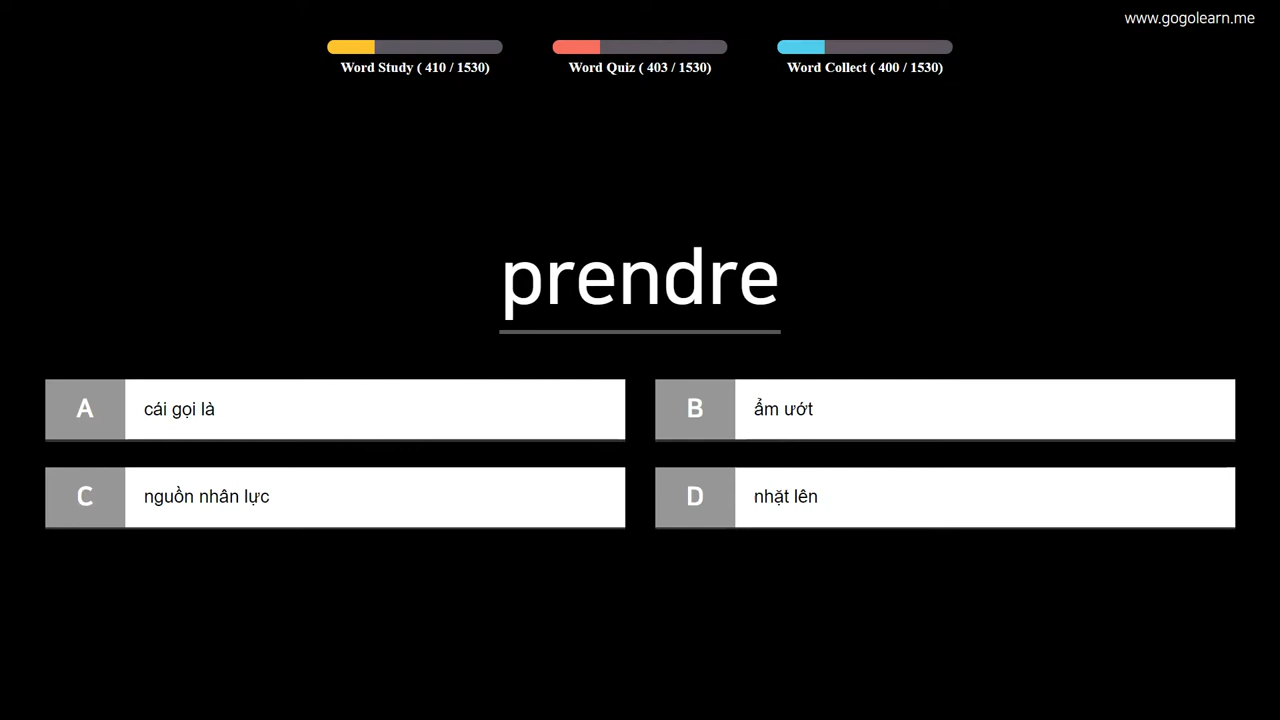 www.gogolearn.me
Word Study ( 410 / 1530)
Word Quiz ( 403 / 1530)
Word Collect ( 400 / 1530)
prendre
A cái gọi là
B ẩm ướt
C nguồn nhân lực
D nhặt lên